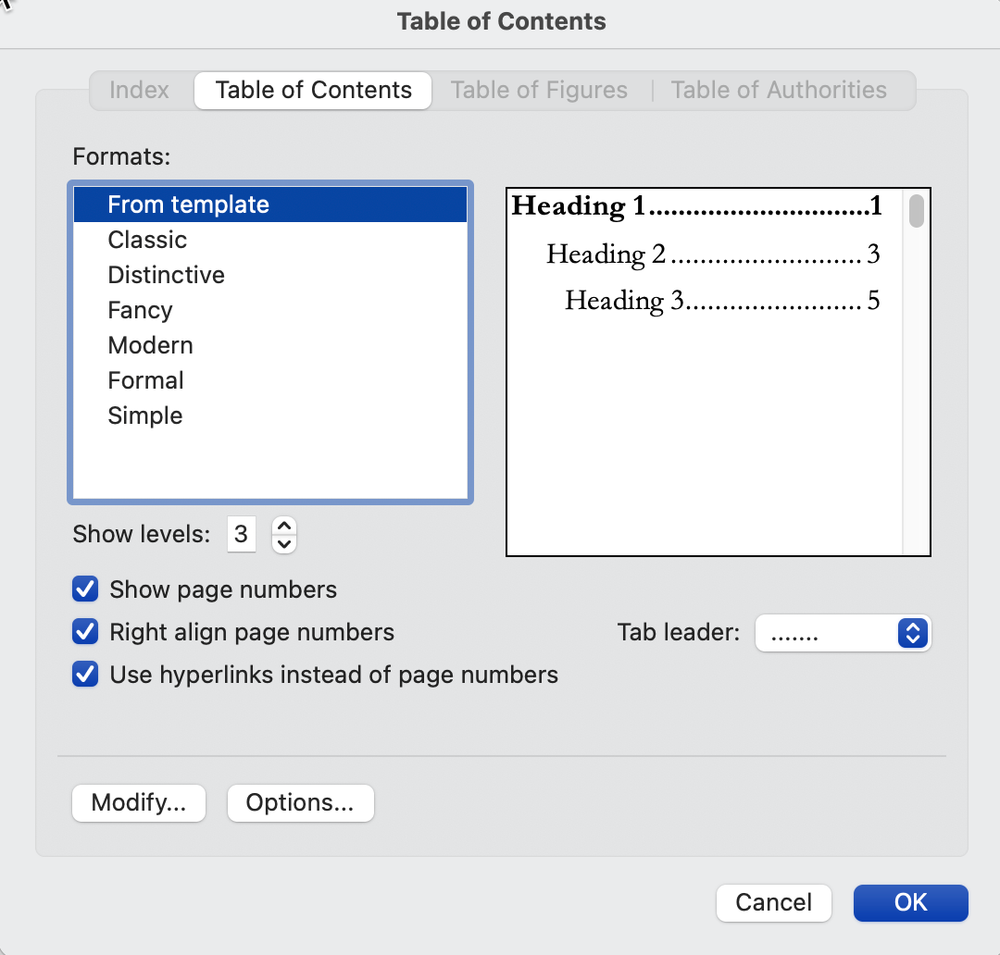 Table of Contents
Index Table of Contents Table of Figures Table of Authorities
Formats:
From template
Classic
Distinctive
Fancy
Modern
Formal
Simple
Heading 1..............................1
Heading 2.......................... 3
Heading 3........................ 5
Show levels: 3
Show page numbers
Right align page numbers
Tab leader: .......
Use hyperlinks instead of page numbers
Modify... Options...
Cancel OK